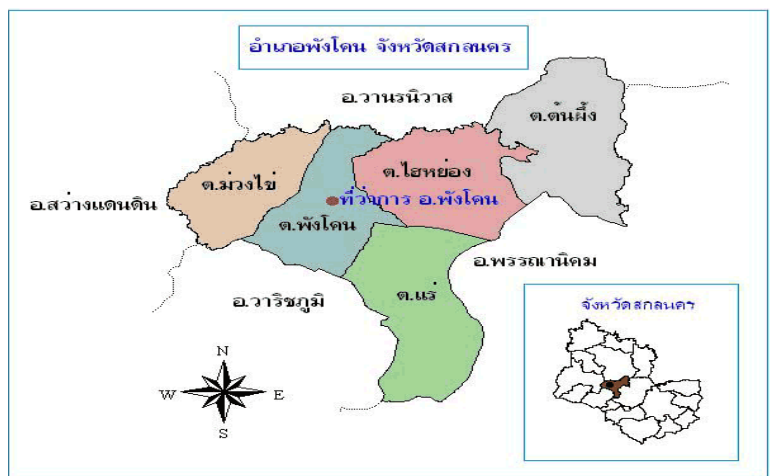 อำเภอพังโคน จังหวัดสกลนคร
อ.วานรนิวาส
ต.ต้นผึ้ง
ต.ไฮหย่อง
ต.ม่วงไข่
อ.สว่างแดนดิน
ที่ว่าการ อ.พังโคน
ต.พังโคน
อ.พรรณานิคม
อ.วาริชภูมิ
ต.แร่
จังหวัดสกลนคร
N
W E
S